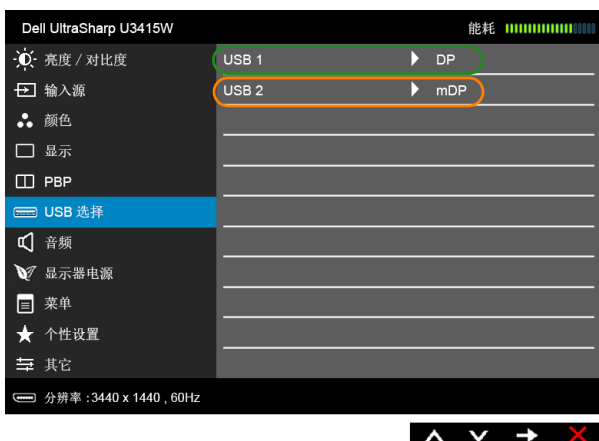 Dell UltraSharp U3415W 能耗
亮度 / 对比度 USB 1 DP
输入源 USB 2 mDP
颜色
显示
PBP
USB 选择
音频
显示器电源
菜单
个性设置
其它
分辨率 :3440 x 1440 , 60Hz